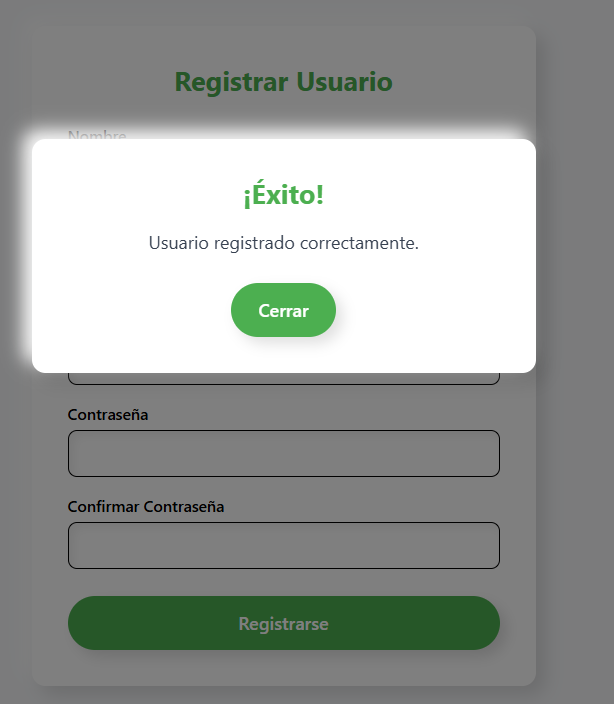 Registrar Usuario
Nombre
¡Éxito!
Usuario registrado correctamente.
Cerrar
Contraseña
Confirmar Contraseña
Registrarse